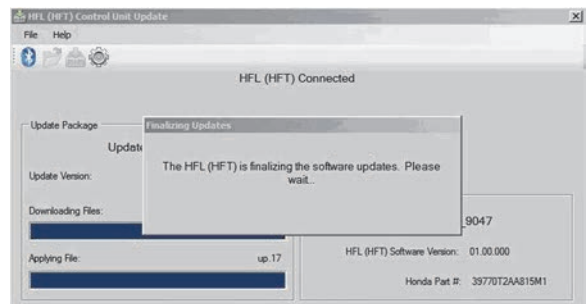 HFL (HFT) Control Unit Update
File Help
HFL (HFT) Connected
Update Package
Finalizing Updates
Updat
The HFL (HFT) is finalizing the software updates. Please
wait...
Update Version:
Downloading Files:
_9047
Applying File: up.17
HFL (HFT) Software Version: 01.00.000
Honda Part #: 39770T2AA815M1